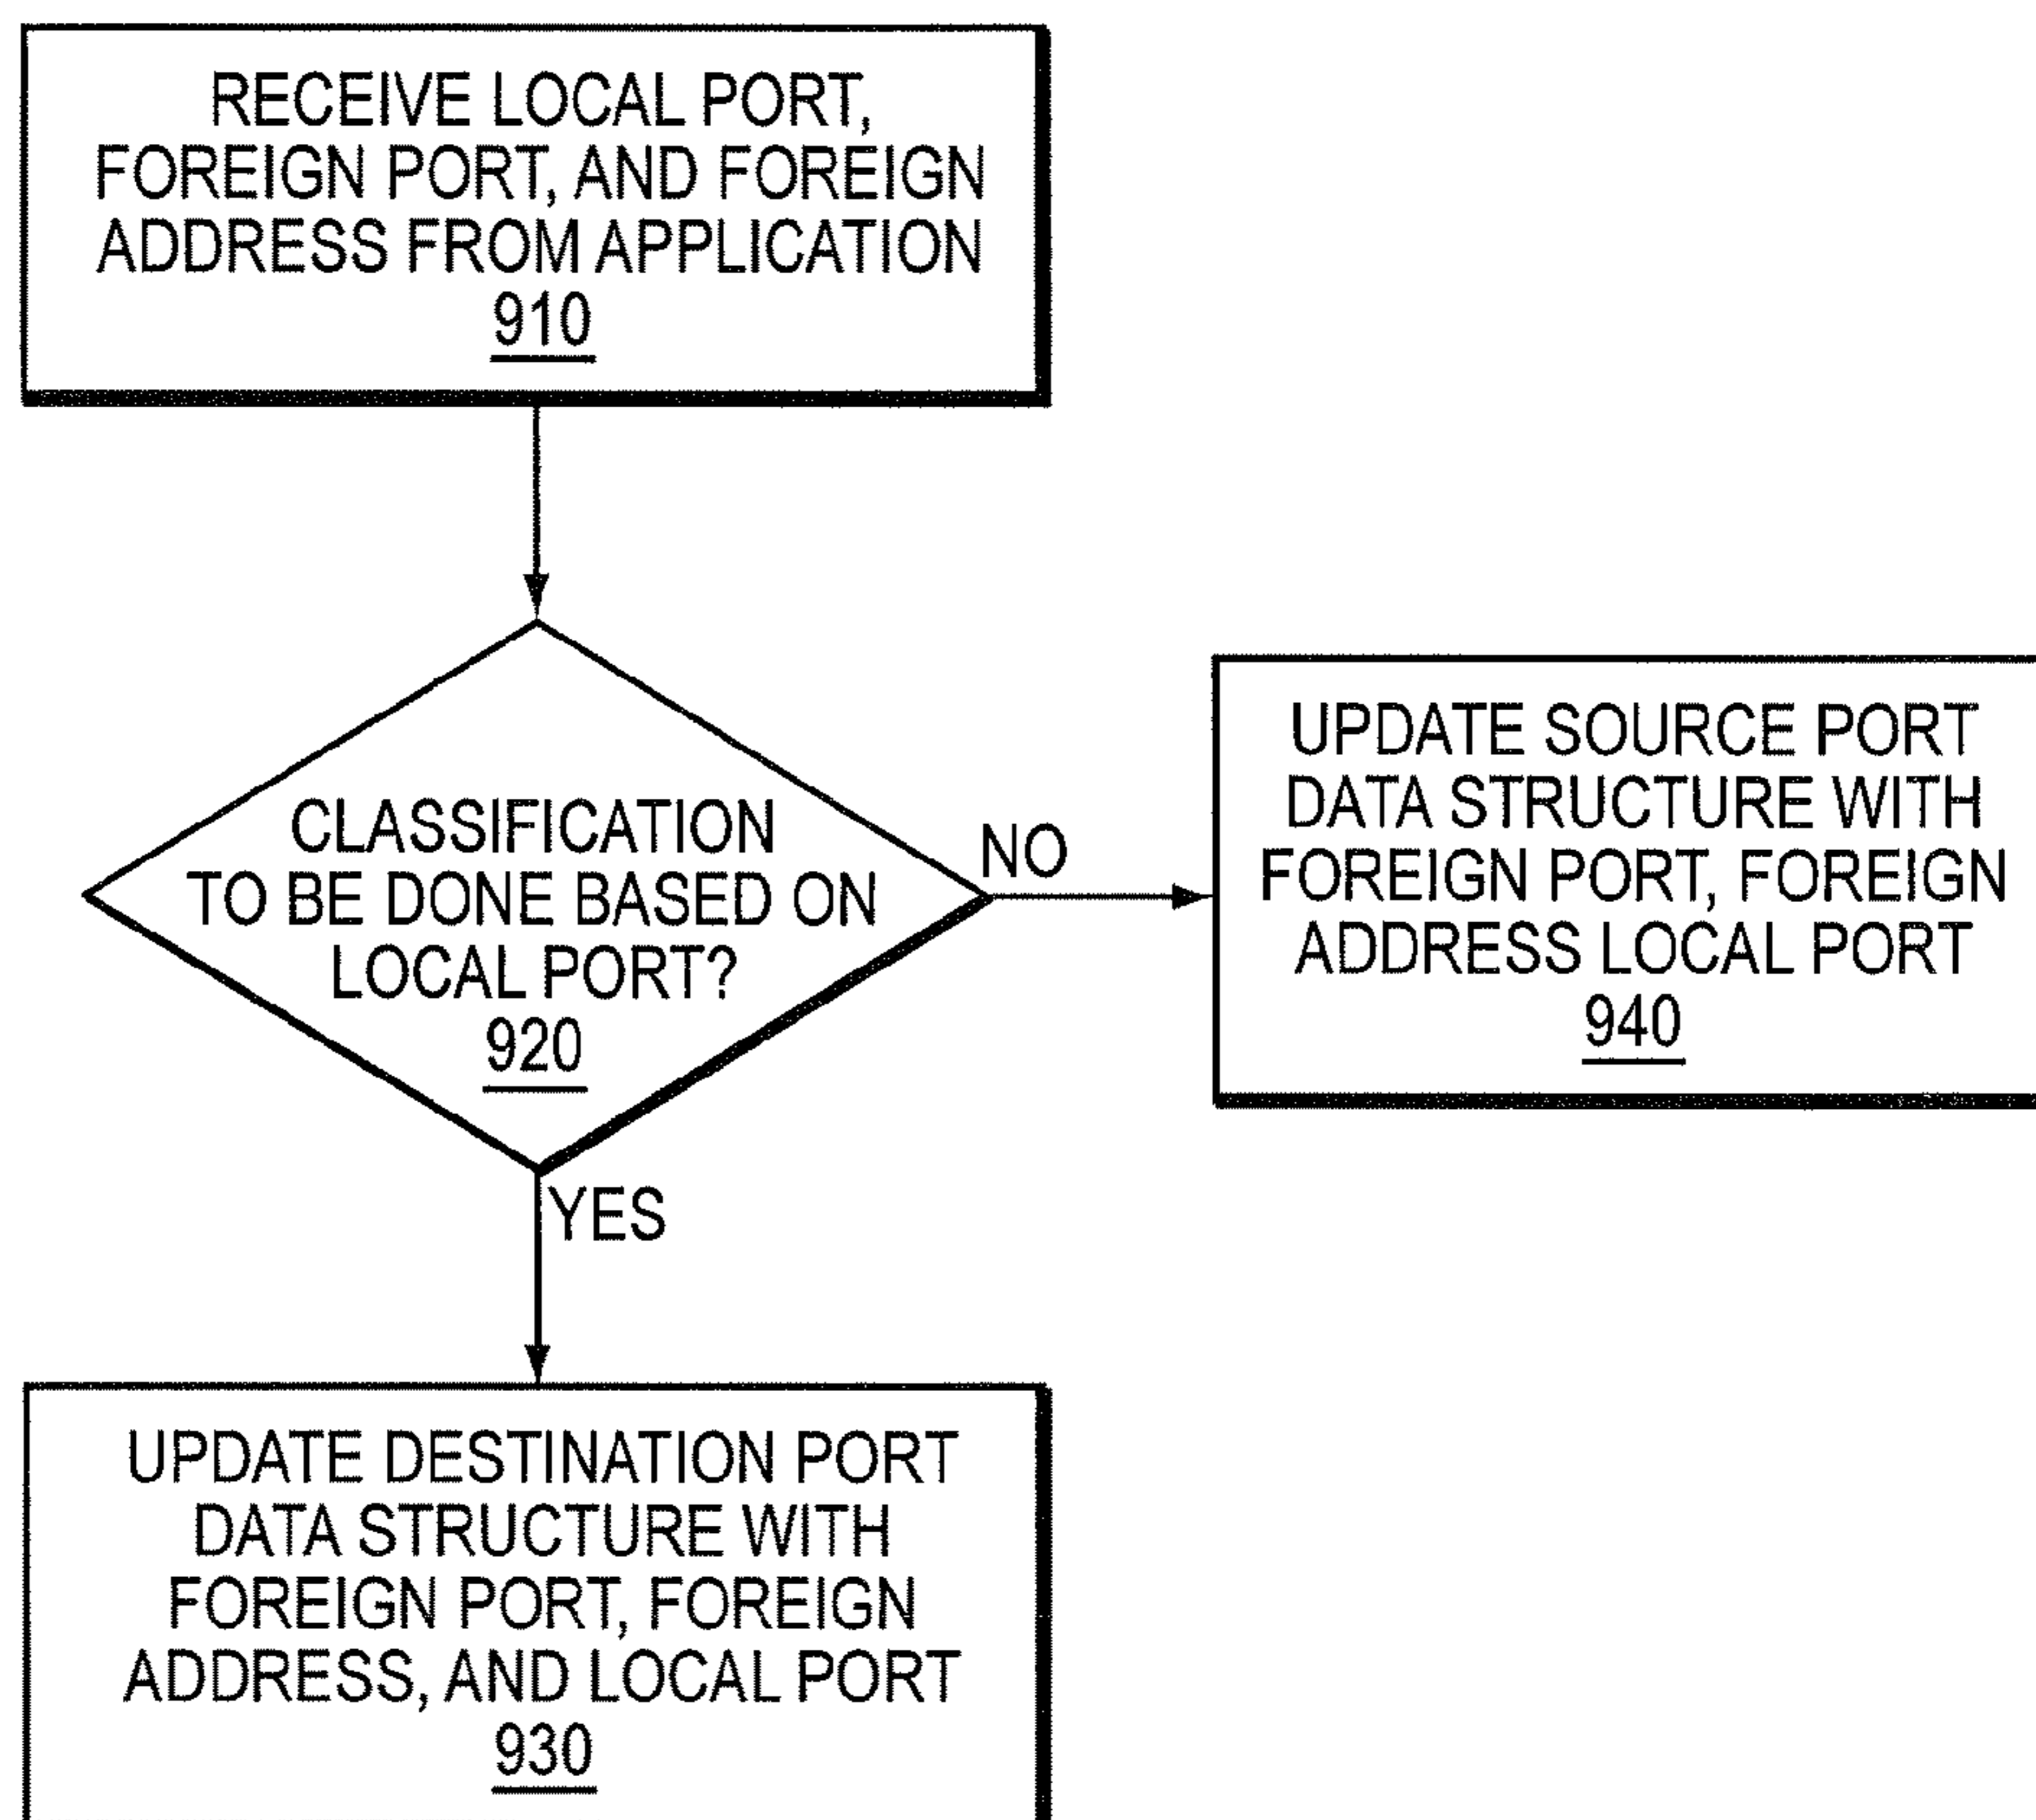 RECEIVE LOCAL PORT,
FOREIGN PORT, AND FOREIGN
ADDRESS FROM APPLICATION
910
CLASSIFICATION
TO BE DONE BASED ON
LOCAL PORT?
920
NO
UPDATE SOURCE PORT
DATA STRUCTURE WITH
FOREIGN PORT, FOREIGN
ADDRESS LOCAL PORT
940
YES
UPDATE DESTINATION PORT
DATA STRUCTURE WITH
FOREIGN PORT, FOREIGN
ADDRESS, AND LOCAL PORT
930